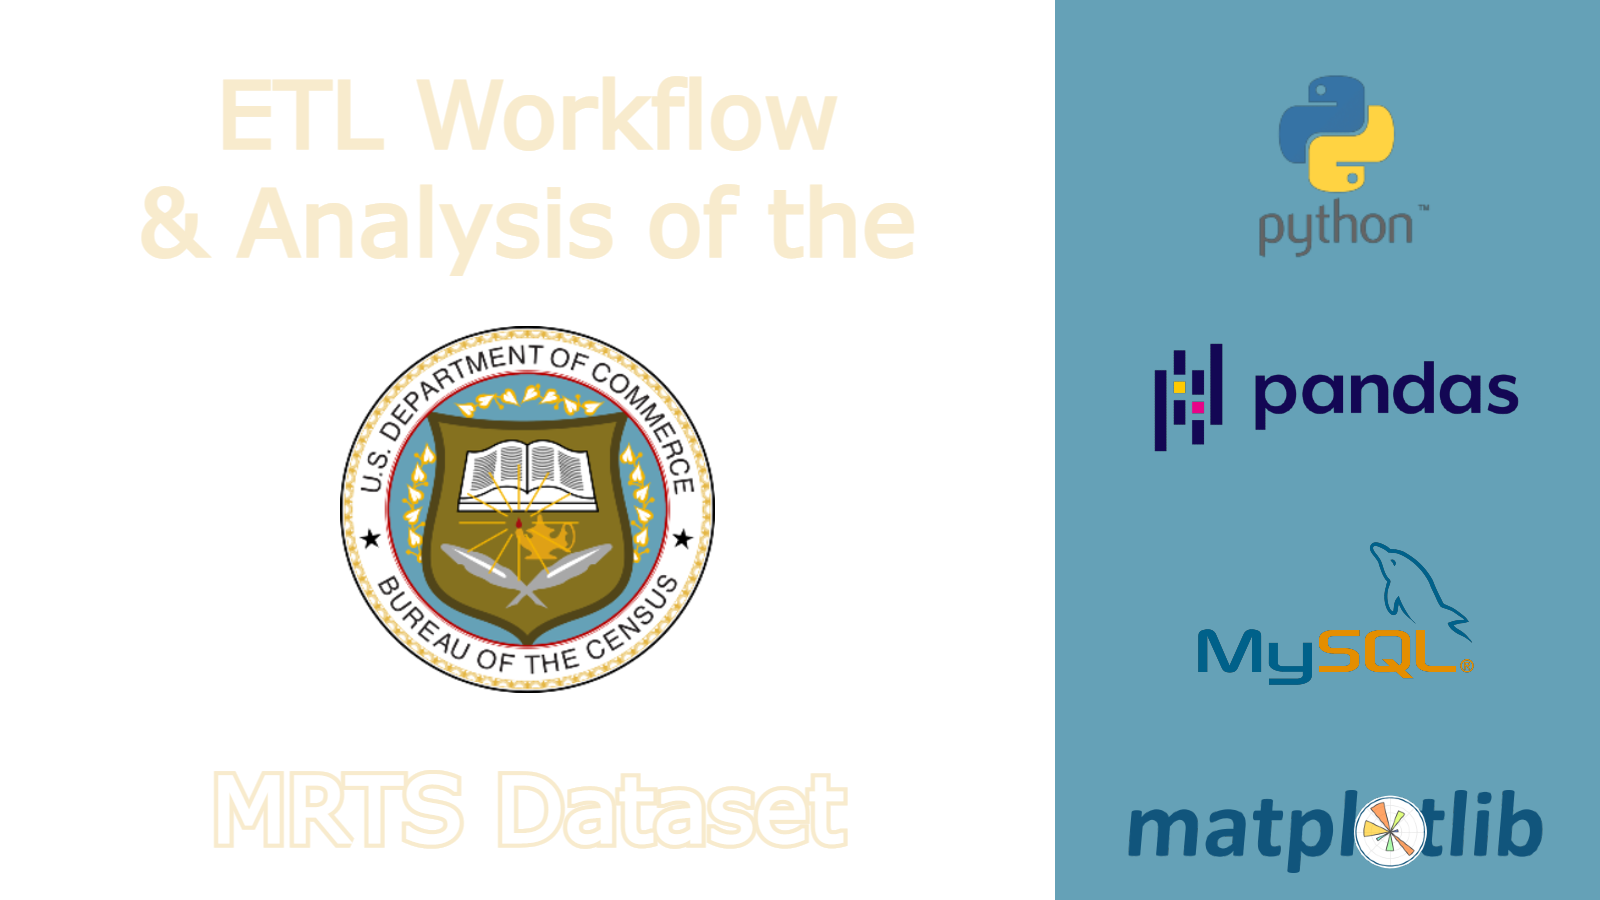 ETL Workflow
& Analysis of the
U.S. DEPARTMENT OF COMMERCE
BUREAU OF THE CENSUS
MRTS Dataset
python™
pandas
MySQL®
matplotlib